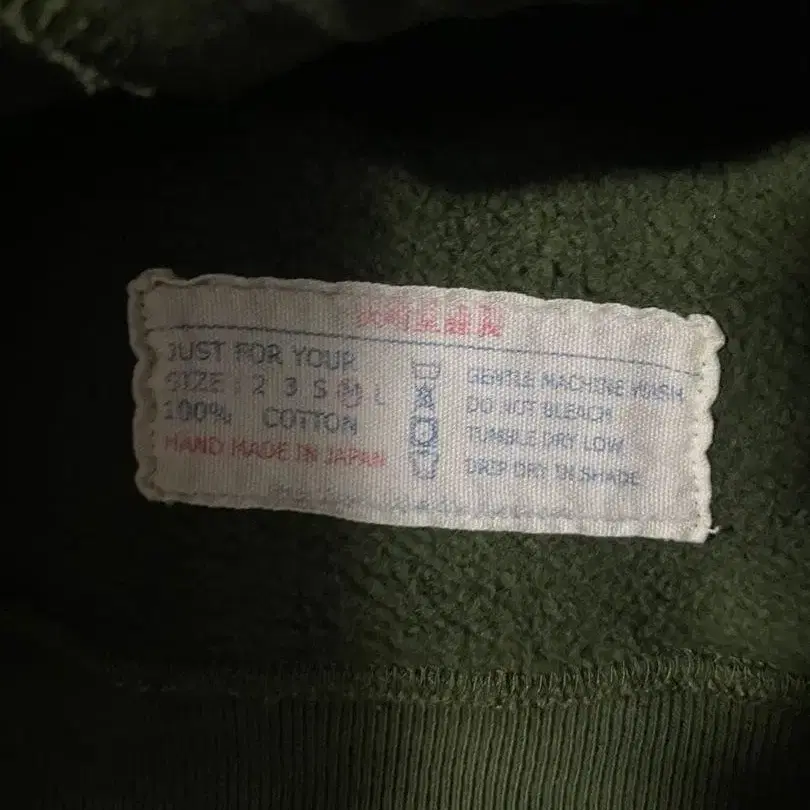 JUST FOR YOUR
SIZE : 2 3 S M L
100% COTTON
HAND MADE IN JAPAN
GENTLE MACHINE WASH
DO NOT BLEACH
TUMBLE DRY LOW
DRIP DRY IN SHADE